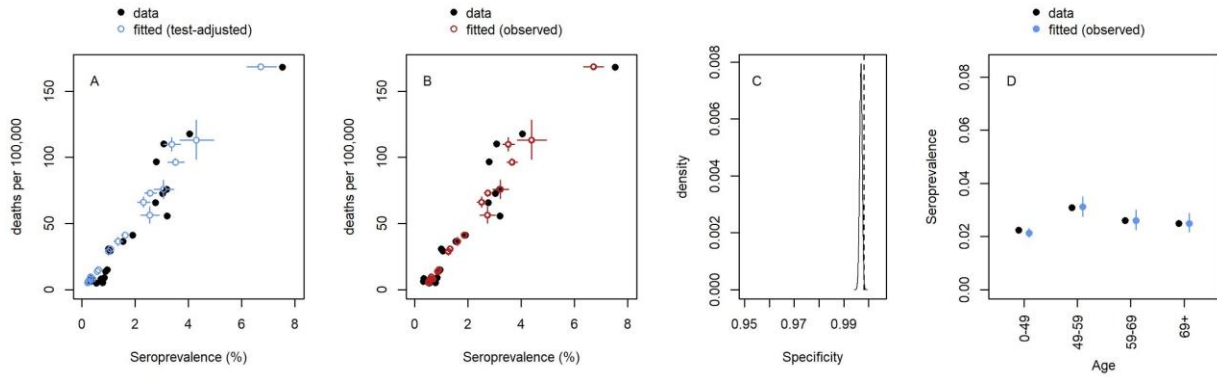 data
fitted (test-adjusted)
A
deaths per 100,000
0 50 100 150
0 2 4 6 8
Seroprevalence (%)
data
fitted (observed)
B
deaths per 100,000
0 50 100 150
0 2 4 6 8
Seroprevalence (%)
C
density
0.000 0.002 0.004 0.006 0.008
0.95 0.97 0.99
Specificity
data
fitted (observed)
D
Seroprevalence
0.00 0.02 0.04 0.06 0.08
0-49 49-59 59-69 69+
Age